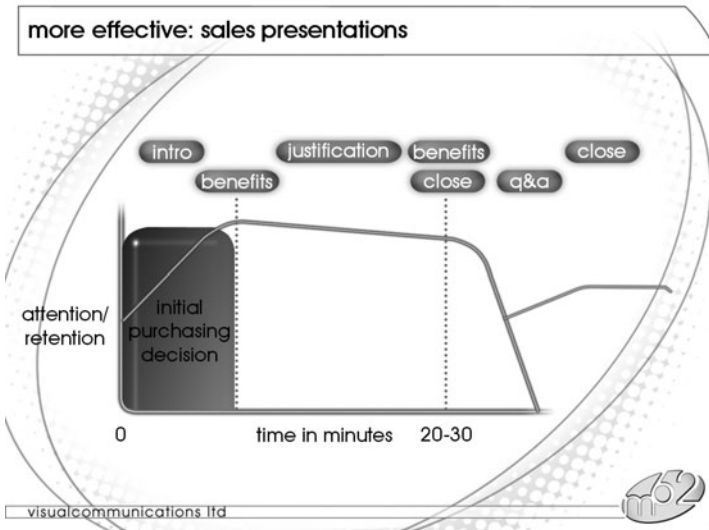 more effective: sales presentations
intro
justification
benefits
close
benefits
close
q&a
attention/
retention
initial
purchasing
decision
0
time in minutes
20-30
visualcommunications ltd
m62